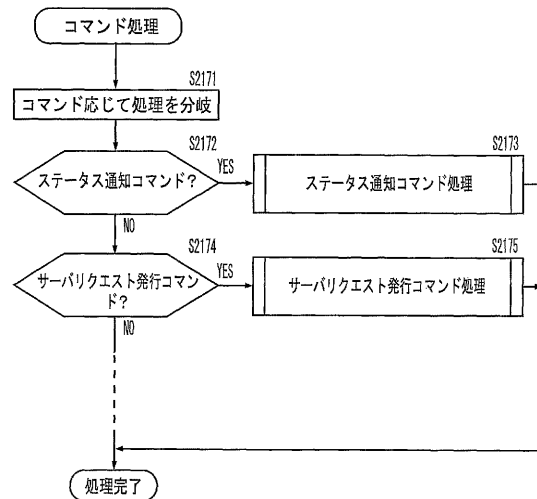 コマンド処理
S2171
コマンド応じて処理を分岐
S2172
ステータス通知コマンド?
YES
S2173
ステータス通知コマンド処理
NO
S2174
サーバリクエスト発行コマン
ド?
YES
S2175
サーバリクエスト発行コマンド処理
NO
処理完了